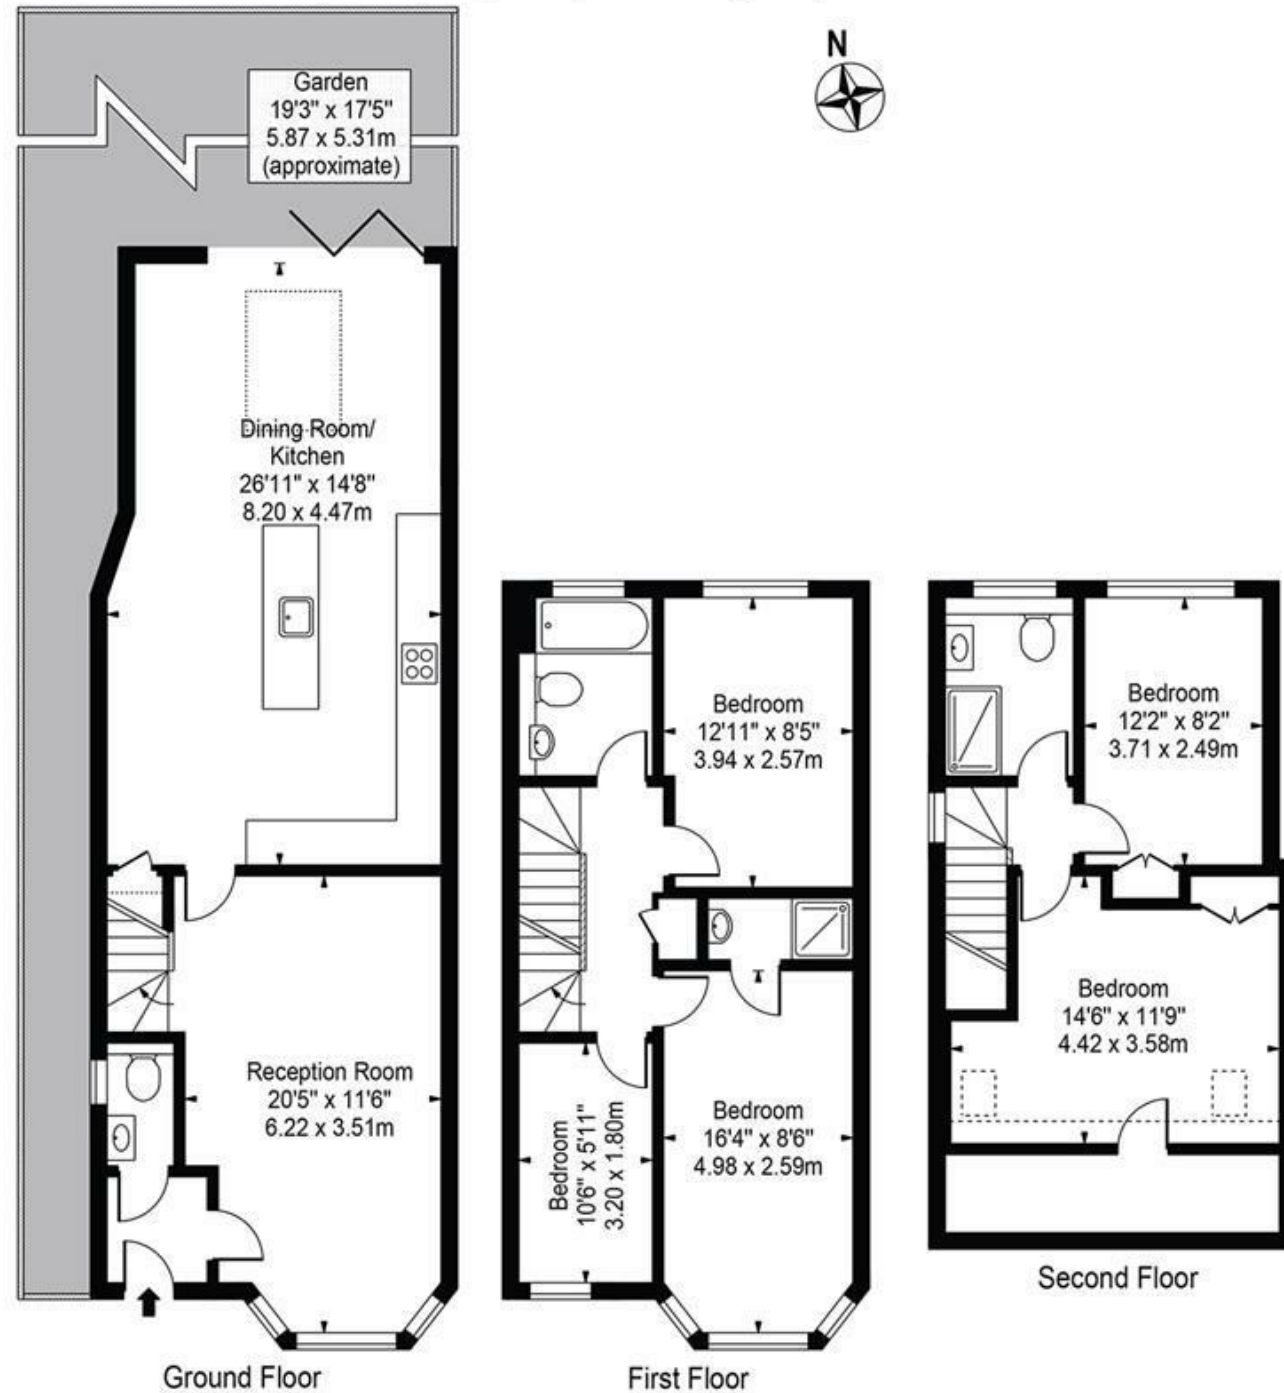 N
Garden
19'3" x 17'5"
5.87 x 5.31m
(approximate)
Dining Room/
Kitchen
26'11" x 14'8"
8.20 x 4.47m
Reception Room
20'5" x 11'6"
6.22 x 3.51m
Ground Floor
Bedroom
12'11" x 8'5"
3.94 x 2.57m
Bedroom
10'6" x 5'11"
3.20 x 1.80m
Bedroom
16'4" x 8'6"
4.98 x 2.59m
First Floor
Bedroom
12'2" x 8'2"
3.71 x 2.49m
Bedroom
14'6" x 11'9"
4.42 x 3.58m
Second Floor